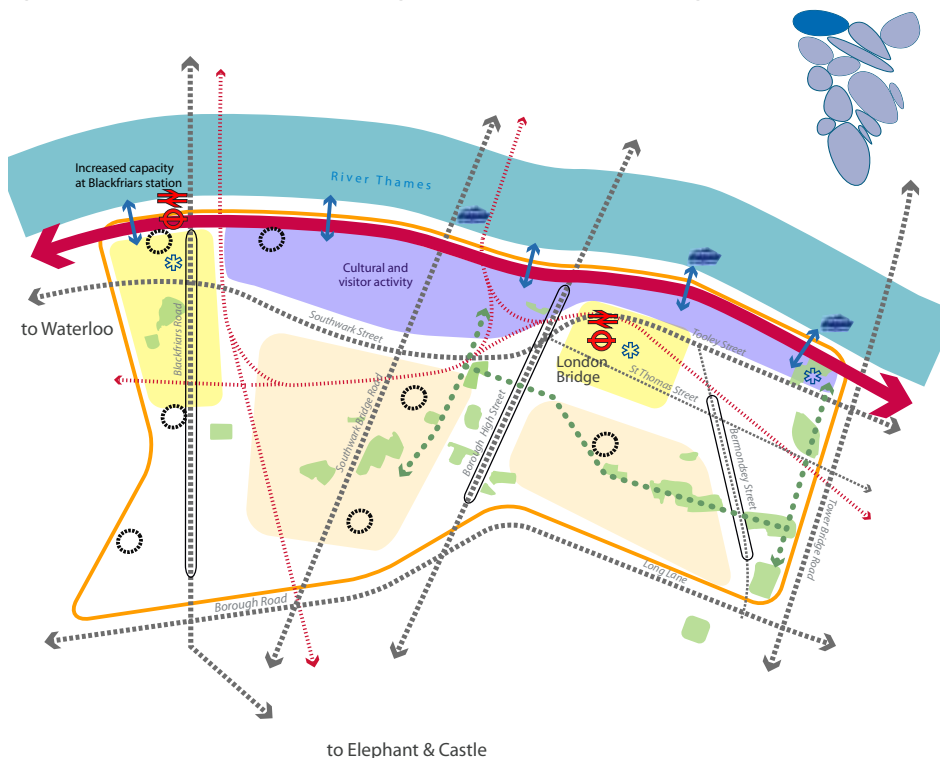 Increased capacity
at Blackfriars station
River Thames
Cultural and
visitor activity
to Waterloo
Blackfriars Road
Southwark Street
Southwark Bridge Road
London
Bridge
Tooley Street
St Thomas Street
Borough High Street
Bermondsey Street
Tower Bridge Road
Long Lane
Borough Road
to Elephant & Castle